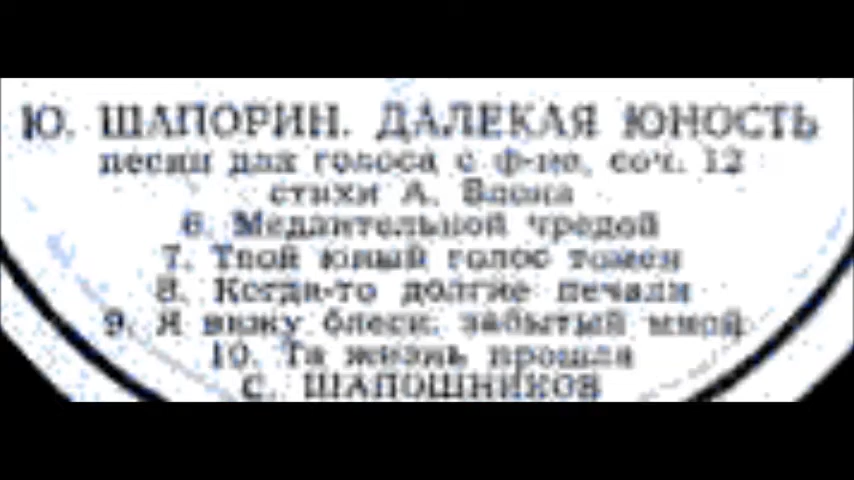 Ю. ШАПОРИН. ДАЛЕКАЯ ЮНОСТЬ
песни для голоса с ф-но, соч. 12
стихи А. Блока
6. Медлительной чредой
7. Твой юный голос томен
8. Когда-то долгие печали
9. Я вижу блеск, забытый мной
10. Та жизнь прошла
С. ШАПОШНИКОВ